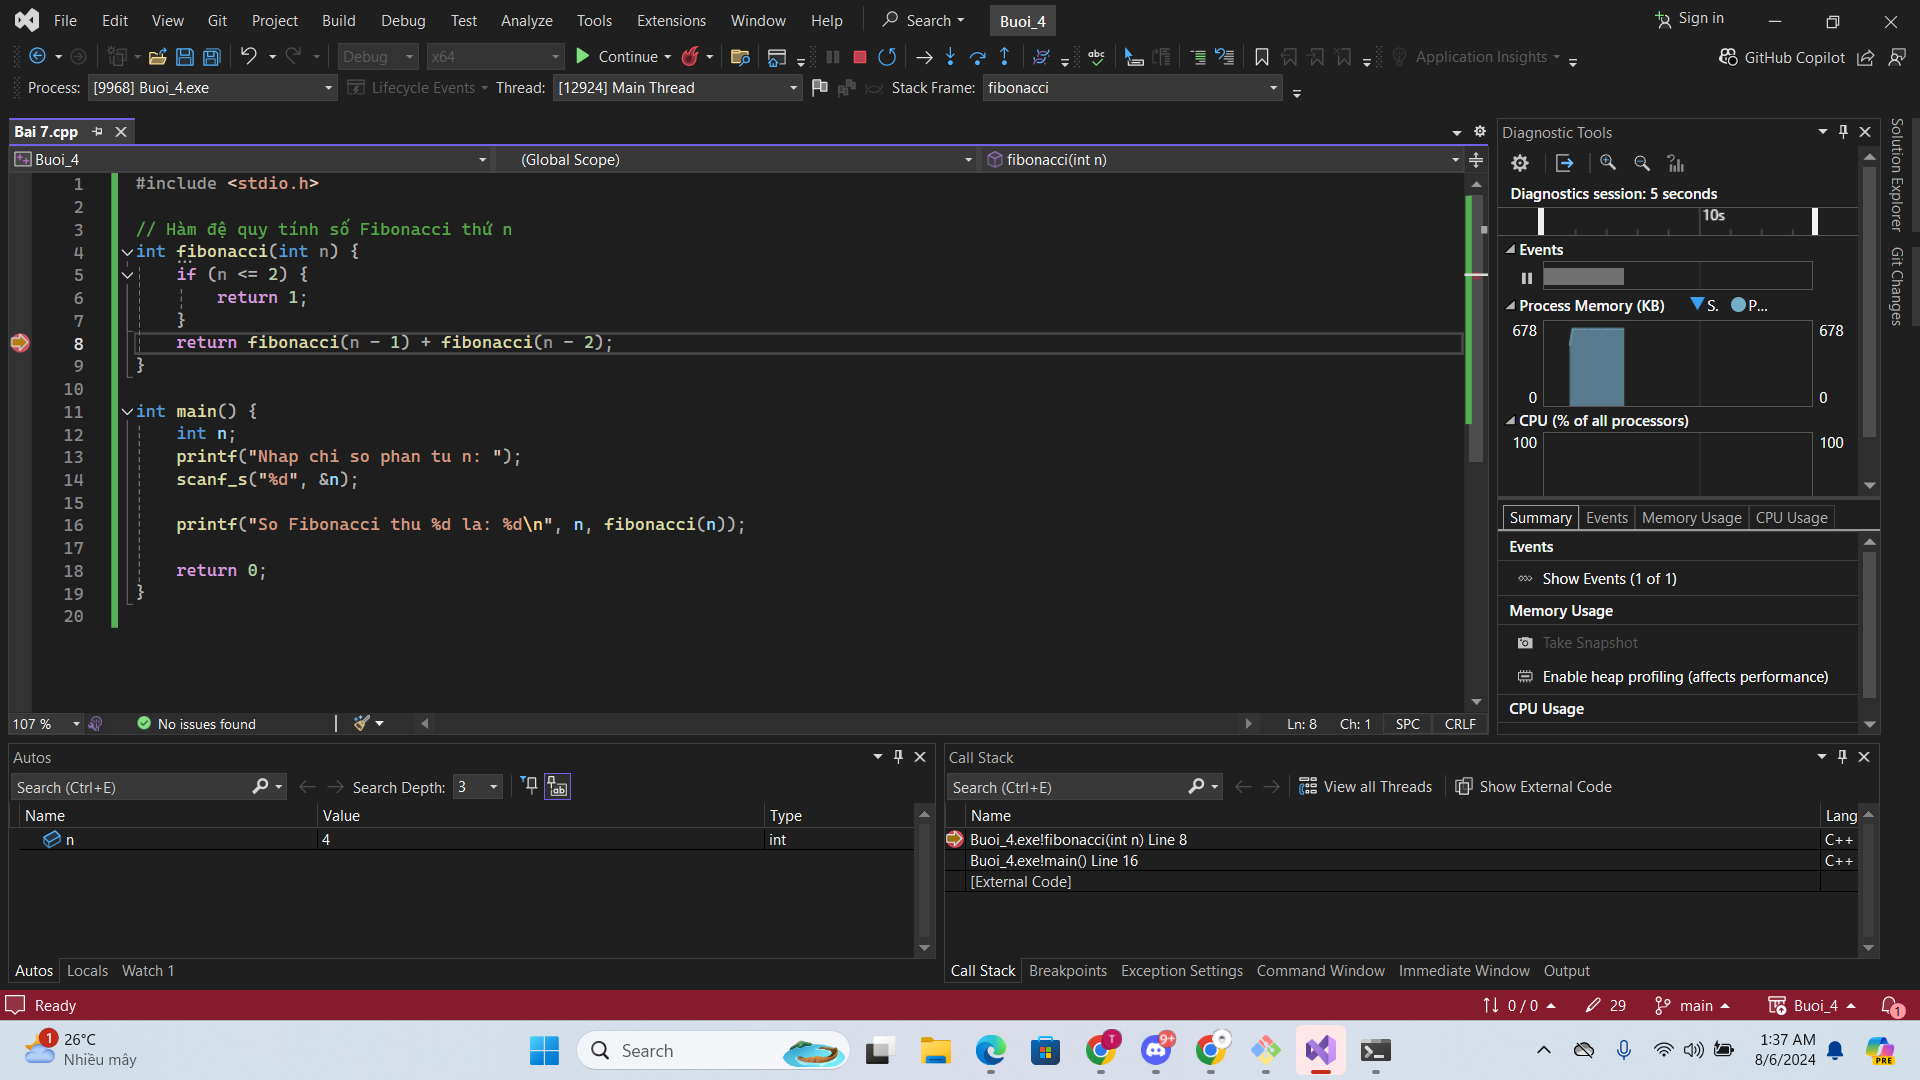 File Edit View Git Project Build Debug Test Analyze Tools Extensions Window Help Search Buoi_4 Sign in
Debug x64 Continue abc Application Insights GitHub Copilot
Process: [9968] Buoi_4.exe Lifecycle Events Thread: [12924] Main Thread Stack Frame: fibonacci
Bai 7.cpp
Buoi_4 (Global Scope) fibonacci(int n)
1 #include <stdio.h>
2
3 // Hàm đệ quy tính số Fibonacci thứ n
4 int fibonacci(int n) {
5 if (n <= 2) {
6 return 1;
7 }
8 return fibonacci(n - 1) + fibonacci(n - 2);
9 }
10
11 int main() {
12 int n;
13 printf("Nhap chi so phan tu n: ");
14 scanf_s("%d", &n);
15
16 printf("So Fibonacci thu %d la: %d\n", n, fibonacci(n));
17
18 return 0;
19 }
20
107 % No issues found Ln: 8 Ch: 1 SPC CRLF
Diagnostic Tools
Diagnostics session: 5 seconds
10s
Events
Process Memory (KB) S. P...
678 678
0 0
CPU (% of all processors)
100 100
Summary Events Memory Usage CPU Usage
Events
Show Events (1 of 1)
Memory Usage
Take Snapshot
Enable heap profiling (affects performance)
CPU Usage
Solution Explorer
Git Changes
Autos
Search (Ctrl+E) Search Depth: 3
Name Value Type
n 4 int
Autos Locals Watch 1
Call Stack
Search (Ctrl+E) View all Threads Show External Code
Name Lang
Buoi_4.exe!fibonacci(int n) Line 8 C++
Buoi_4.exe!main() Line 16 C++
[External Code]
Call Stack Breakpoints Exception Settings Command Window Immediate Window Output
Ready 0 / 0 29 main Buoi_4 1
1 26°C
Nhiều mây
Search
T
9+
1:37 AM
8/6/2024
PRE